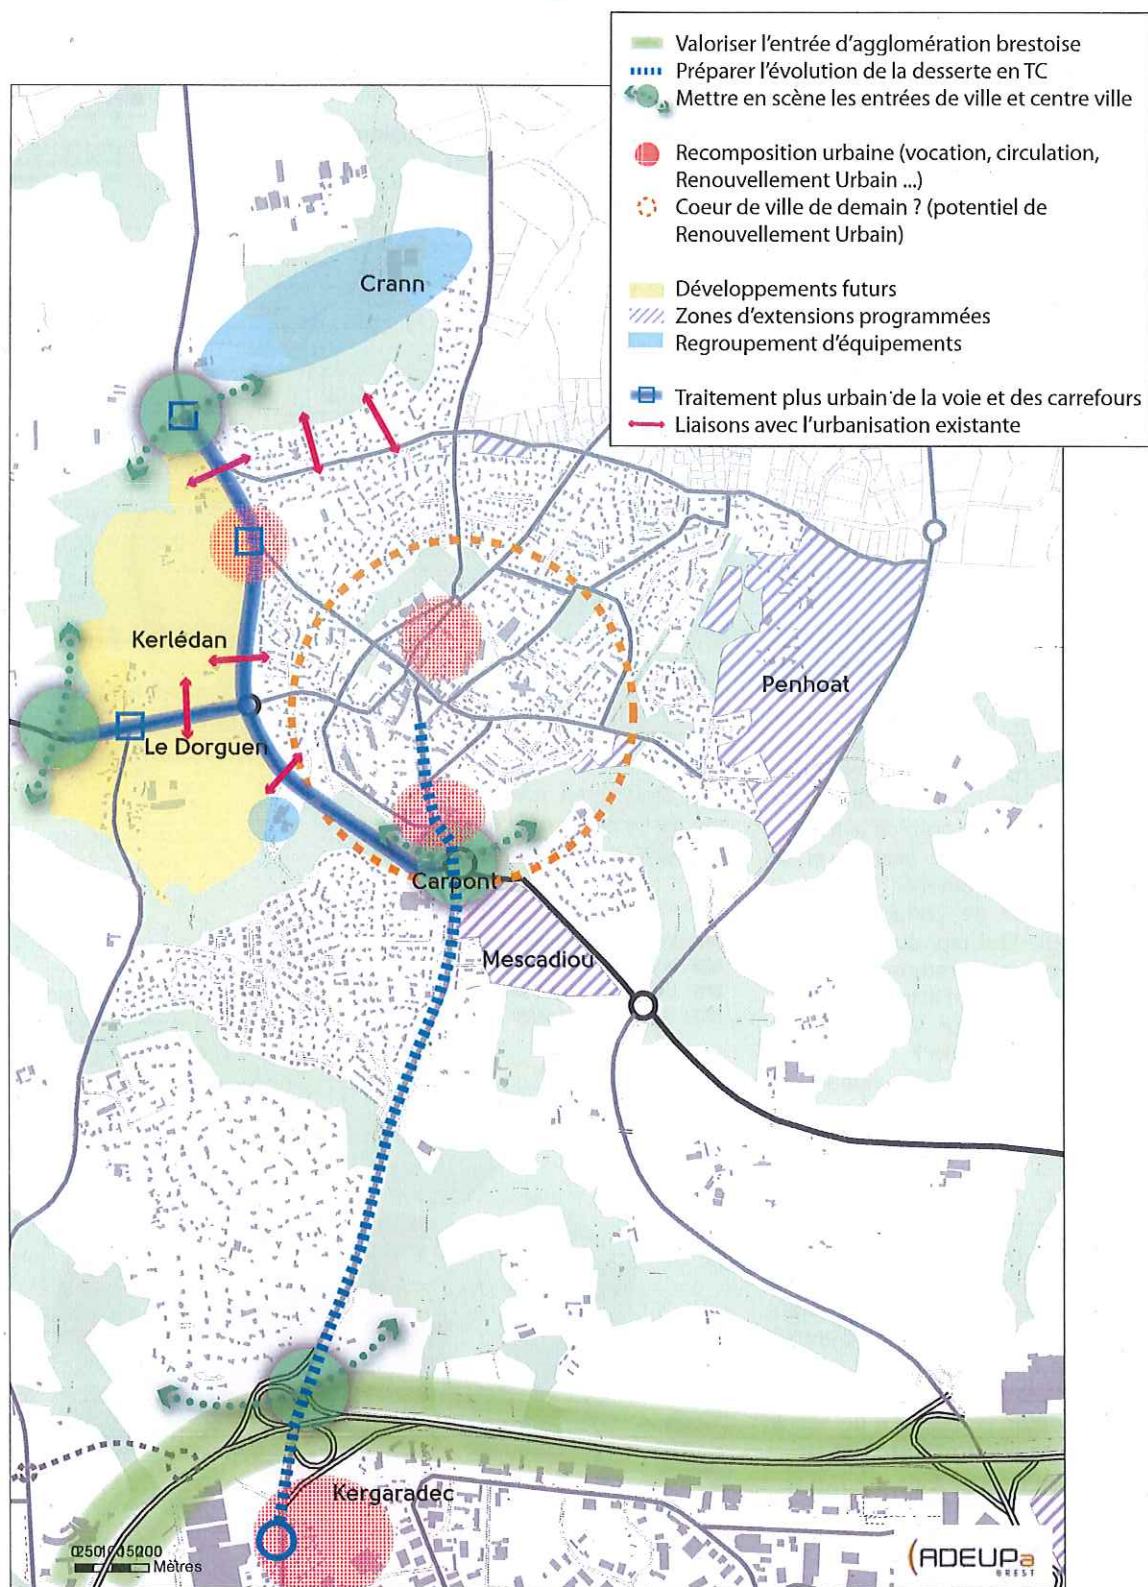 Valoriser l'entrée d'agglomération brestoise
Préparer l'évolution de la desserte en TC
Mettre en scène les entrées de ville et centre ville
Recomposition urbaine (vocation, circulation,
Renouvellement Urbain ...)
Coeur de ville de demain ? (potentiel de
Renouvellement Urbain)
Développements futurs
Zones d'extensions programmées
Regroupement d'équipements
Traitement plus urbain de la voie et des carrefours
Liaisons avec l'urbanisation existante
Crann
Kerlédan
Penhoat
Le Dorguen
Carpont
Mescadiou
Kergaradec
Mètres
ADEUPa
BREST